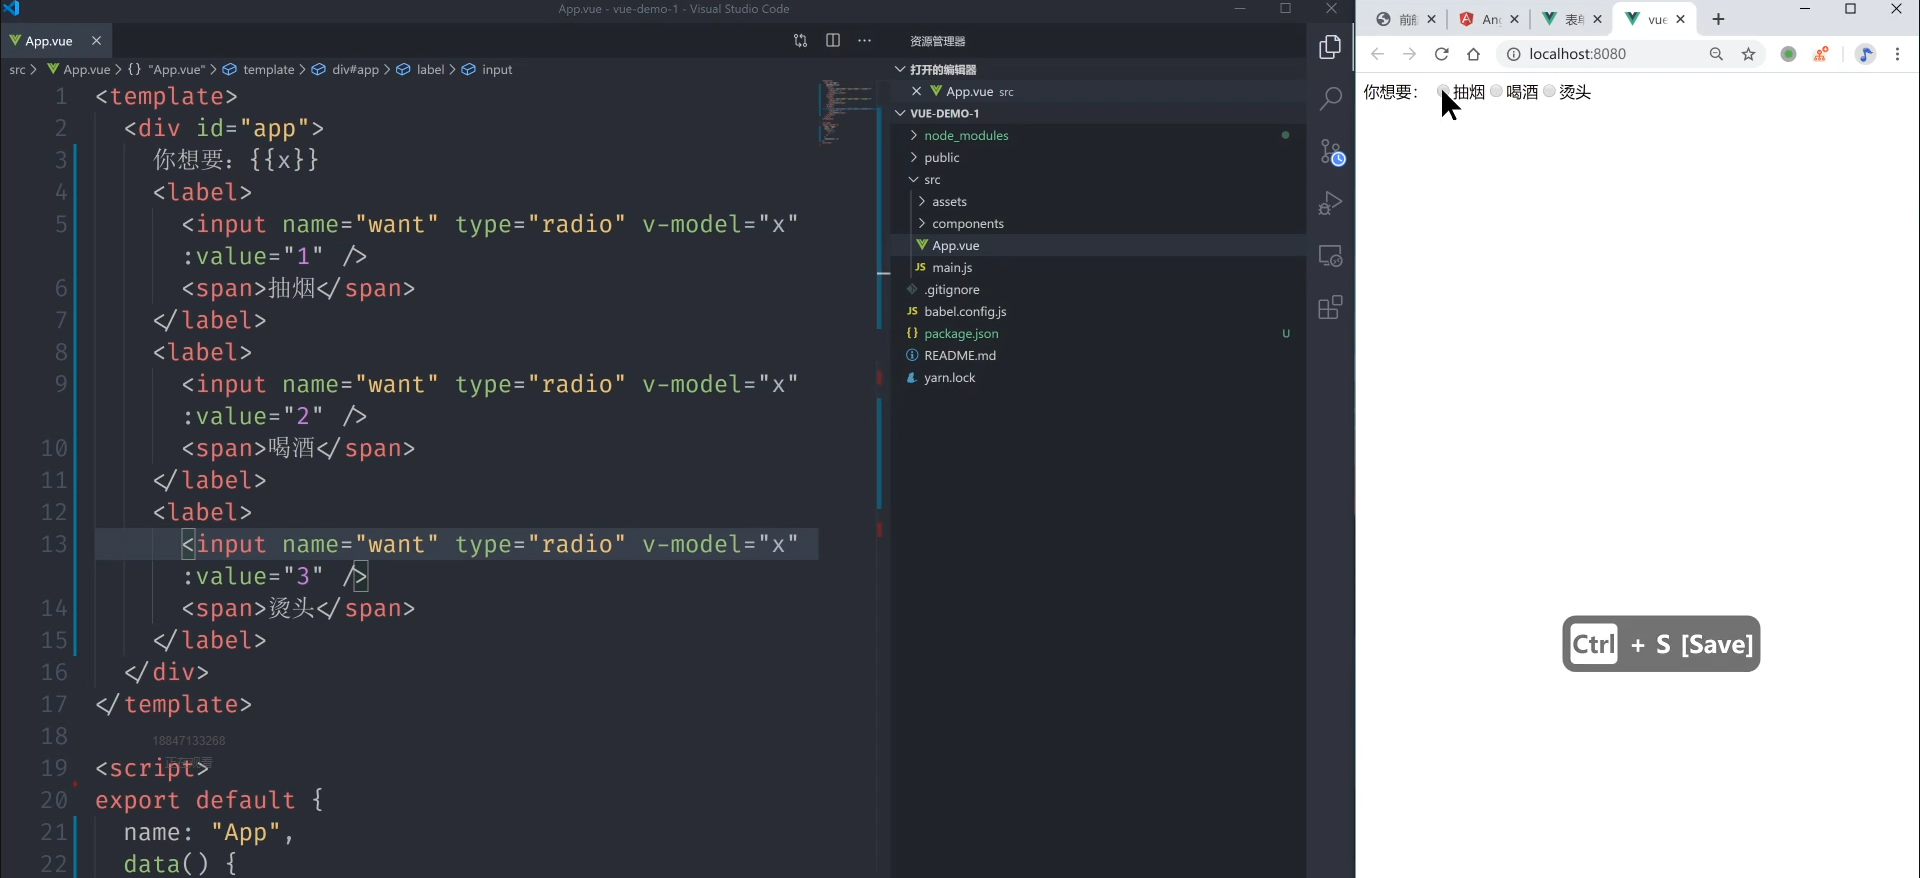 App.vue - vue-demo-1 - Visual Studio Code
App.vue
src > App.vue > {} "App.vue" > template > div#app > label > input
1 <template>
2 <div id="app">
3 你想要：{{x}}
4 <label>
5 <input name="want" type="radio" v-model="x"
:value="1" />
6 <span>抽烟</span>
7 </label>
8 <label>
9 <input name="want" type="radio" v-model="x"
:value="2" />
10 <span>喝酒</span>
11 </label>
12 <label>
13 <input name="want" type="radio" v-model="x"
:value="3" />
14 <span>烫头</span>
15 </label>
16 </div>
17 </template>
18
18847133268
19 <script>
20 export default {
21 name: "App",
22 data() {
资源管理器
打开的编辑器
App.vue src
VUE-DEMO-1
node_modules
public
src
assets
components
App.vue
JS main.js
.gitignore
JS babel.config.js
{} package.json U
README.md
yarn.lock
前
An
表
vue
localhost:8080
你想要： 抽烟 喝酒 烫头
Ctrl + S [Save]